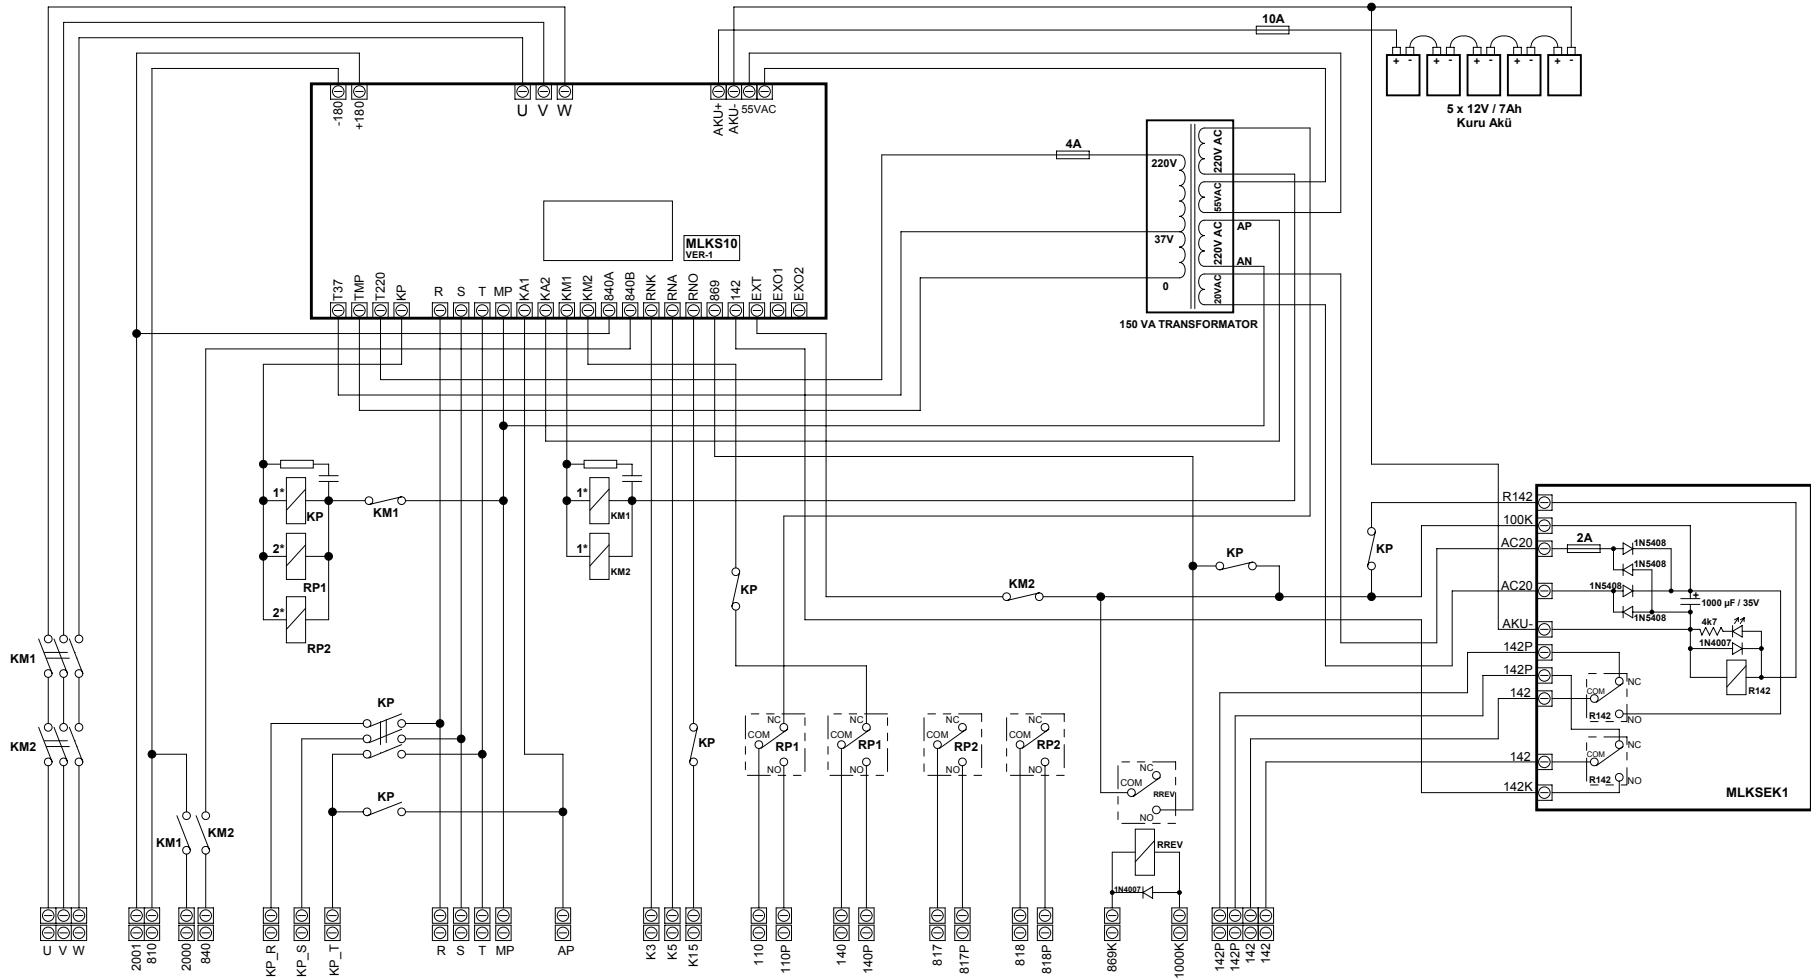 10A
+ - + - + - + - + -
5 x 12V / 7Ah
Kuru Akü
-180
+180
U V W
AKU+
AKU-
55VAC
4A
220V
37V
0
220V AC
55VAC
220V AC
20VAC
AP
AN
150 VA TRANSFORMATOR
MLKS10
VER-1
T37
TMP
T220
KP
R S T MP
KA1
KA2
KM1
KM2
840A
840B
RNK
RNA
RNO
869
142
EXT
EXO1
EXO2
1*
KP
KM1
2*
RP1
2*
RP2
1*
KM1
1*
KM2
KP
KM2
KP
KP
R142
100K
AC20
AC20
AKU-
142P
142P
142
142
142K
2A
1N5408
1N5408
1N5408
1N5408
+
1000 µF / 35V
4k7
1N4007
R142
NC
COM
R142
NO
NC
COM
R142
NO
MLKSEK1
KM1
KM2
KM1
KM2
KP
KP
KP
NC
COM
RP1
NO
NC
COM
RP1
NO
NC
COM
RP2
NO
NC
COM
RP2
NO
NC
COM
RREV
NO
RREV
1N4007
U V W
2001
810
2000
840
KP_R
KP_S
KP_T
R S T MP
AP
K3
K5
K15
110
110P
140
140P
817
817P
818
818P
869K
1000K
142P
142P
142
142